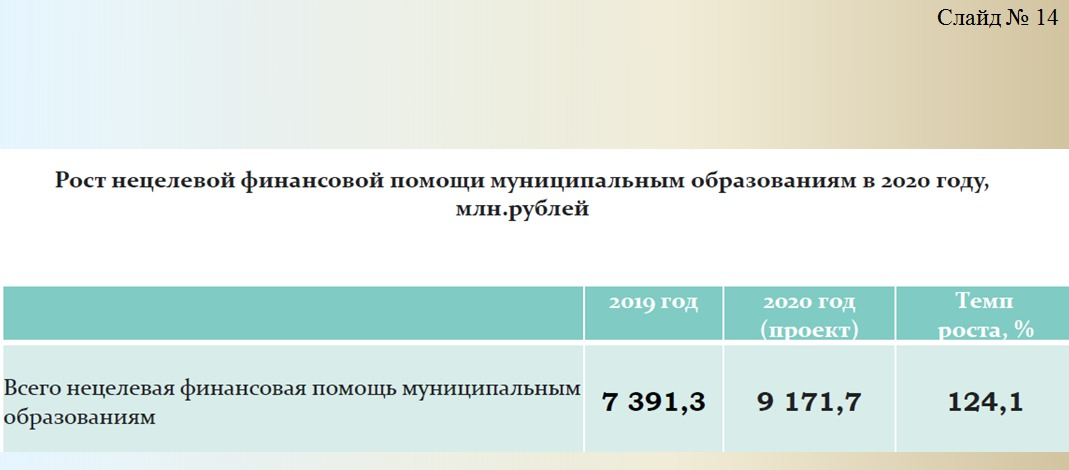 Слайд № 14
Рост нецелевой финансовой помощи муниципальным образованиям в 2020 году,
млн.рублей
2019 год
2020 год
(проект)
Темп
роста, %
Всего нецелевая финансовая помощь муниципальным
образованиям
7 391,3
9 171,7
124,1